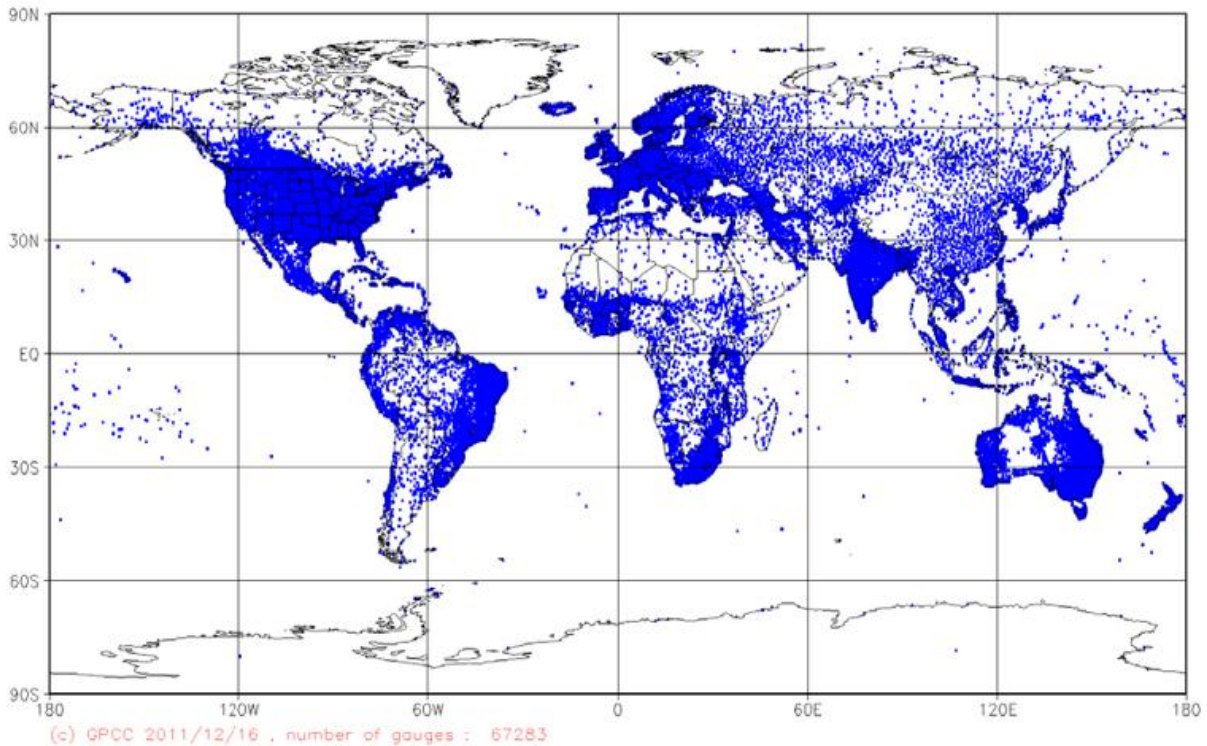 90N
60N
30N
EQ
30S
60S
90S
180 120W 60W 0 60E 120E 180
(c) GPCC 2011/12/16 , number of gauges : 67283